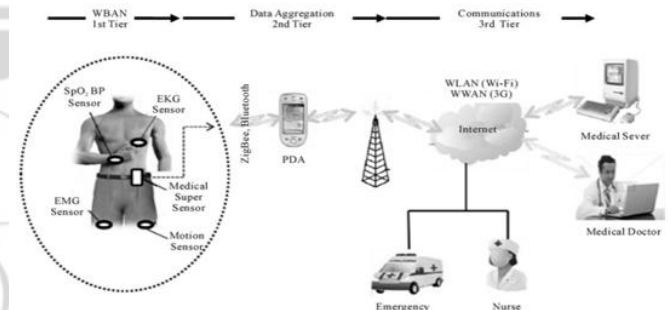 WBAN
1st Tier
Data Aggregation
2nd Tier
Communications
3rd Tier
SpO2 BP
Sensor
EKG
Sensor
EMG
Sensor
Medical
Super
Sensor
Motion
Sensor
ZigBee, Bluetooth
PDA
WLAN (Wi-Fi)
WWAN (3G)
Internet
Medical Sever
Medical Doctor
Emergency
Nurse